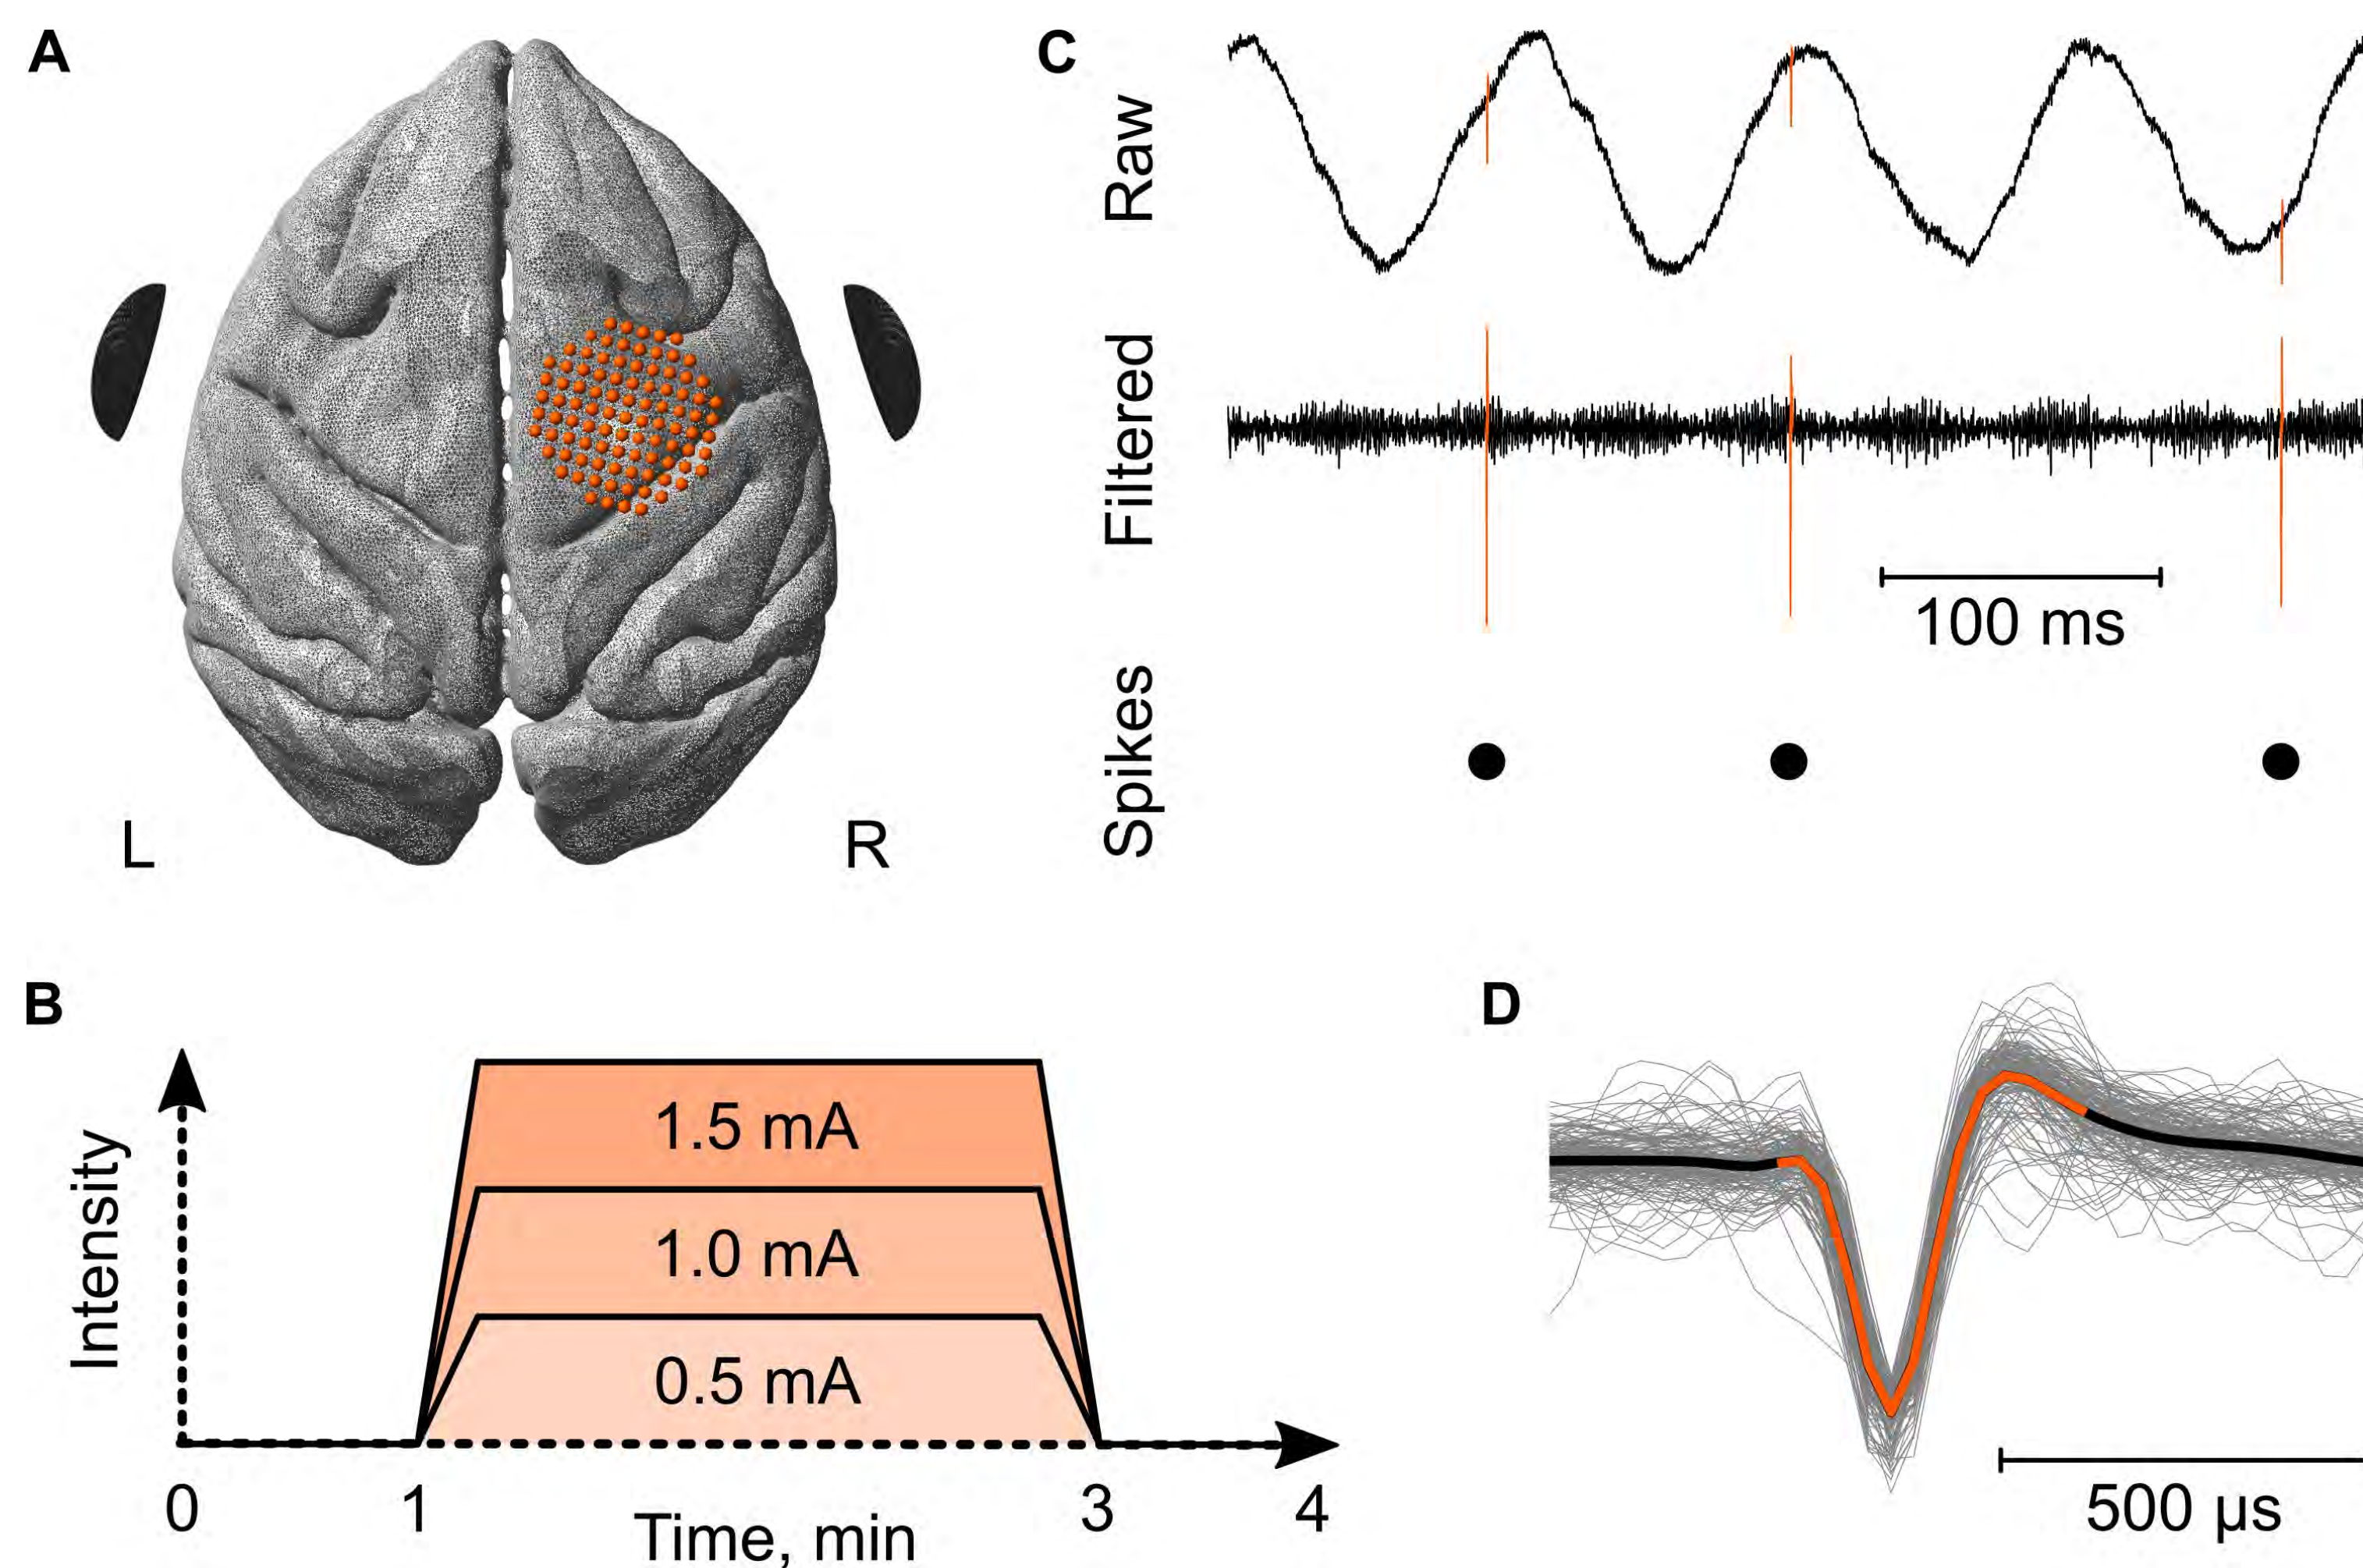 A
L
R
C
Raw
Filtered
100 ms
Spikes
B
Intensity
1.5 mA
1.0 mA
0.5 mA
0
1
3
4
Time, min
D
500 μs